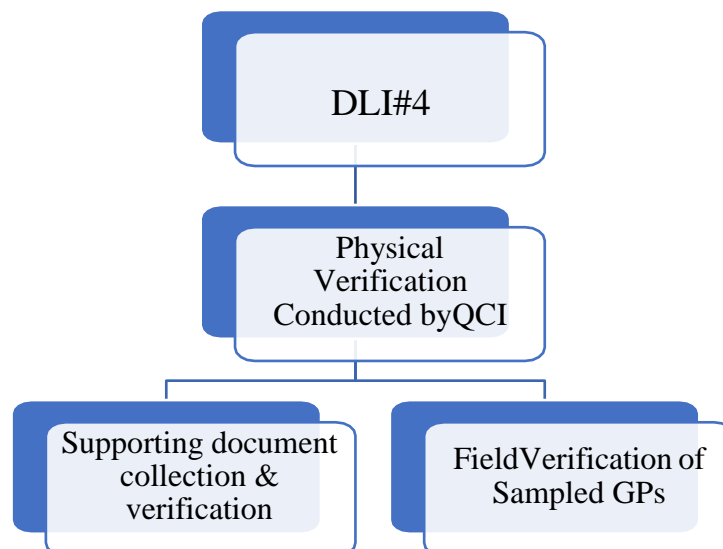 DLI#4
Physical
Verification
Conducted byQCI
Supporting document
collection &
verification
FieldVerification of
Sampled GPs